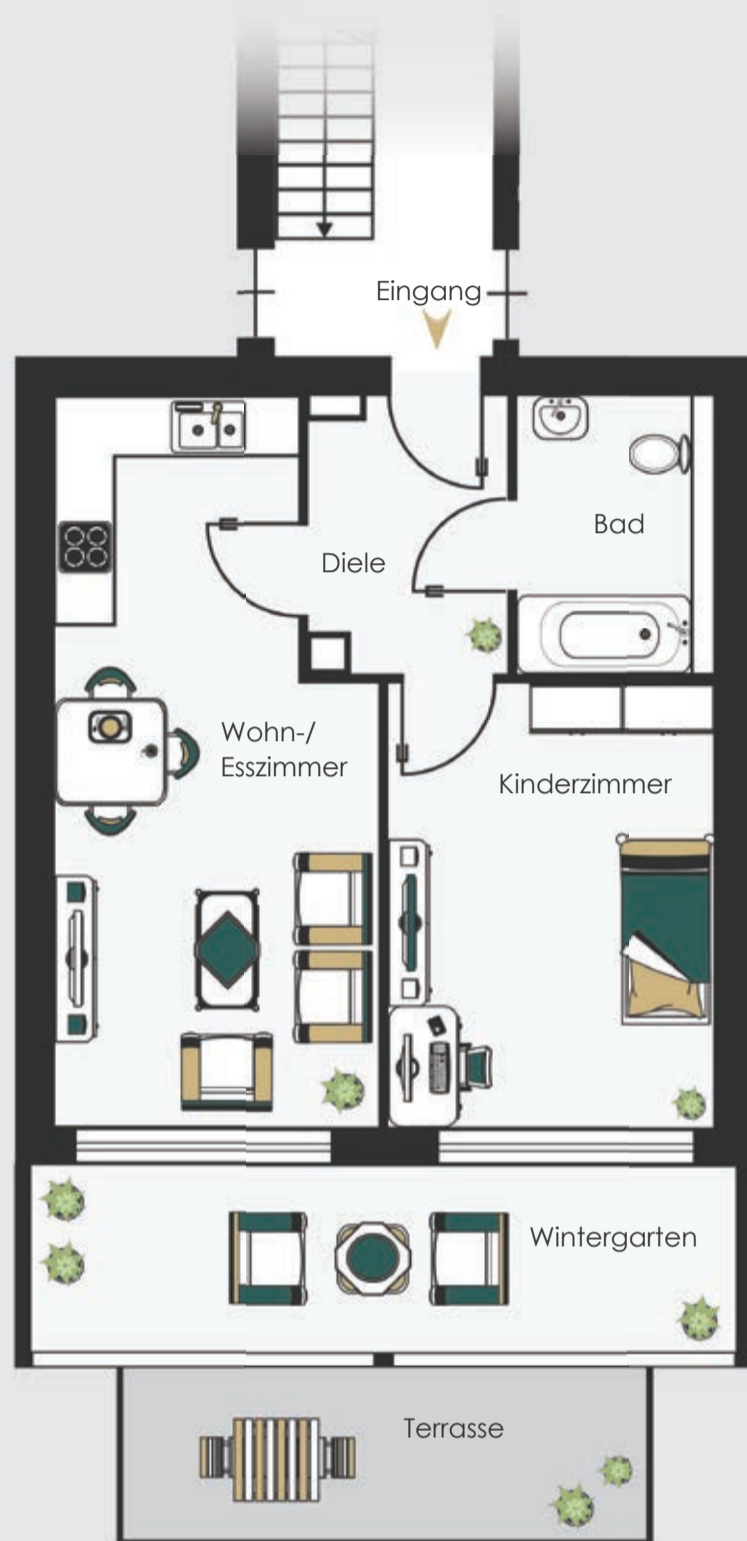 Eingang
Bad
Diele
Wohn-/
Esszimmer
Kinderzimmer
Wintergarten
Terrasse